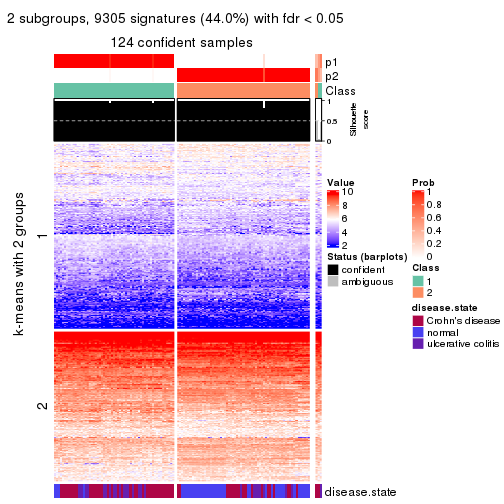 2 subgroups, 9305 signatures (44.0%) with fdr < 0.05
124 confident samples
p1
p2
Class
1
0.5
0
Silhouette
score
k-means with 2 groups
1
2
disease.state
Value
10
8
6
4
2
Status (barplots)
confident
ambiguous
Prob
1
0.8
0.6
0.4
0.2
0
Class
1
2
disease.state
Crohn's disease
normal
ulcerative colitis